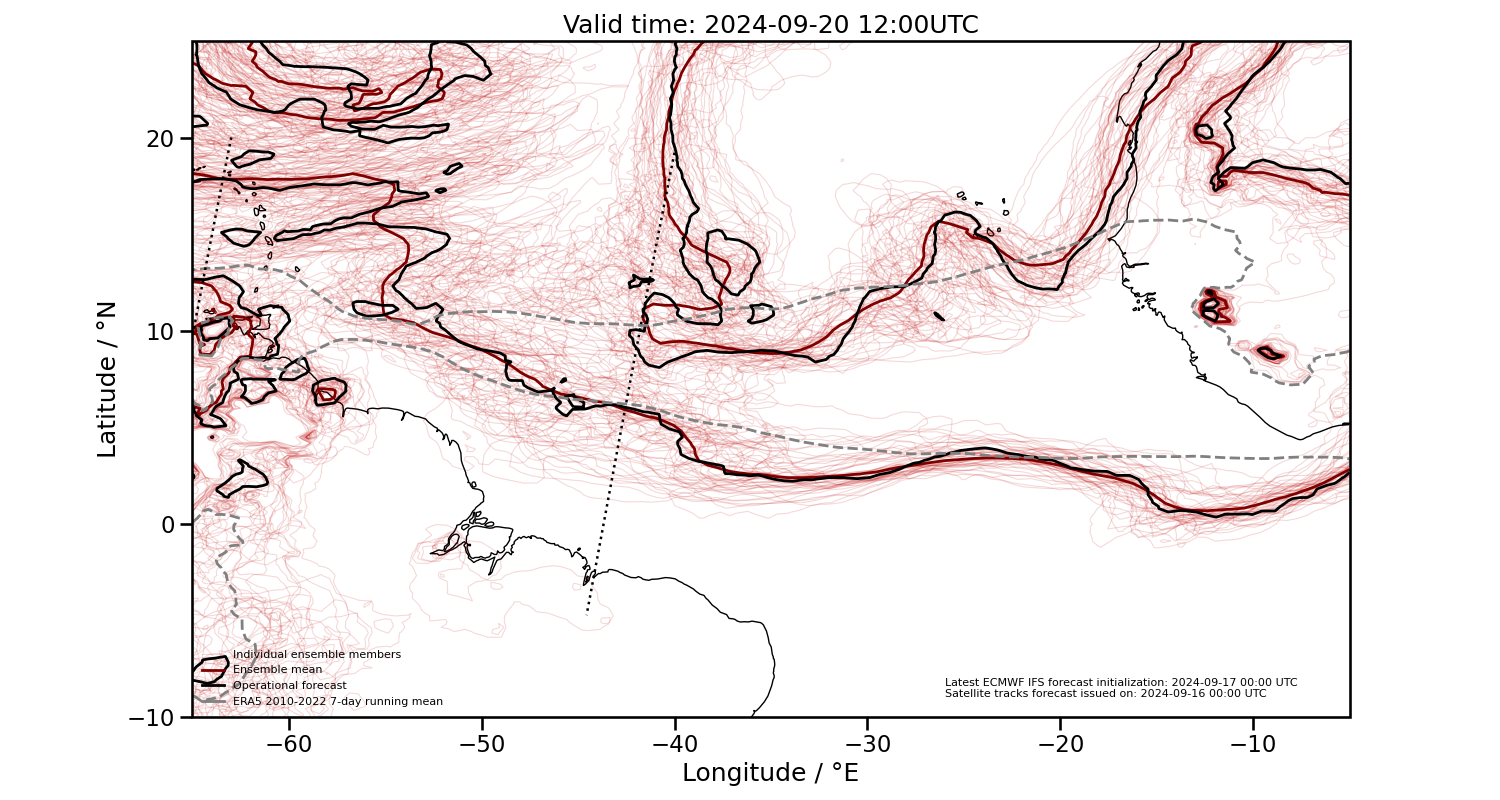 Valid time: 2024-09-20 12:00UTC
Latitude / °N
20
10
0
−10
Individual ensemble members
Ensemble mean
Operational forecast
ERA5 2010-2022 7-day running mean
Latest ECMWF IFS forecast initialization: 2024-09-17 00:00 UTC
Satellite tracks forecast issued on: 2024-09-16 00:00 UTC
−60 −50 −40 −30 −20 −10
Longitude / °E